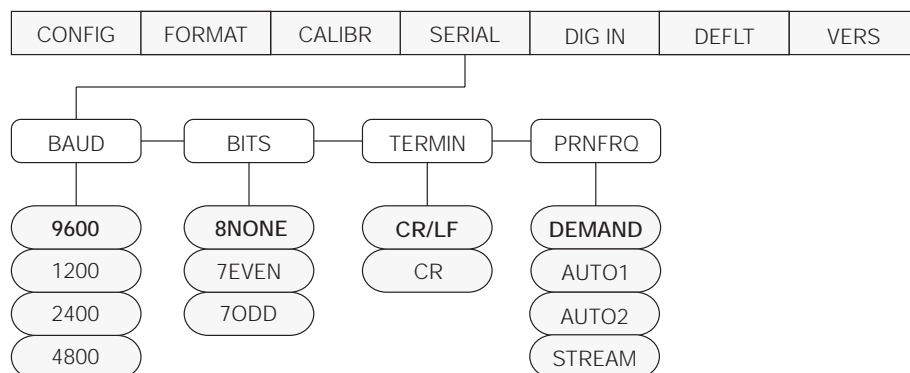 CONFIG FORMAT CALIBR SERIAL DIG IN DEFLT VERS
BAUD BITS TERMIN PRNFRQ
9600 8NONE CR/LF DEMAND
1200 7EVEN CR AUTO1
2400 7ODD AUTO2
4800 STREAM